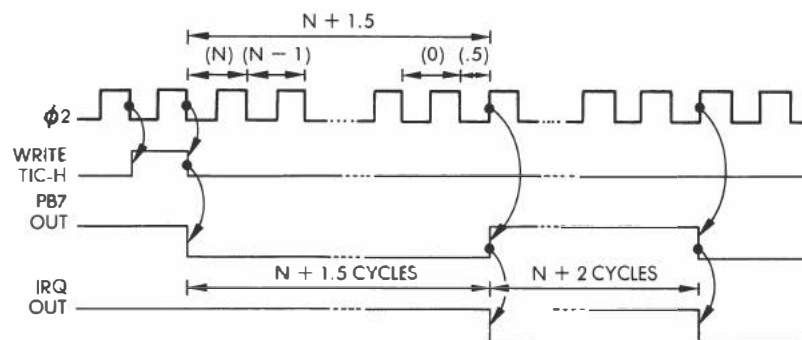 N + 1.5
(N) (N − 1) (0) (.5)
ϕ2
WRITE
TIC-H
PB7
OUT
N + 1.5 CYCLES
N + 2 CYCLES
IRQ
OUT